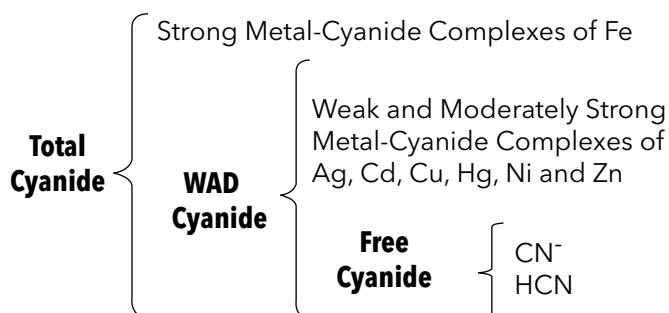 Strong Metal-Cyanide Complexes of Fe
Total
Cyanide
WAD
Cyanide
Weak and Moderately Strong
Metal-Cyanide Complexes of
Ag, Cd, Cu, Hg, Ni and Zn
Free
Cyanide
CN⁻
HCN